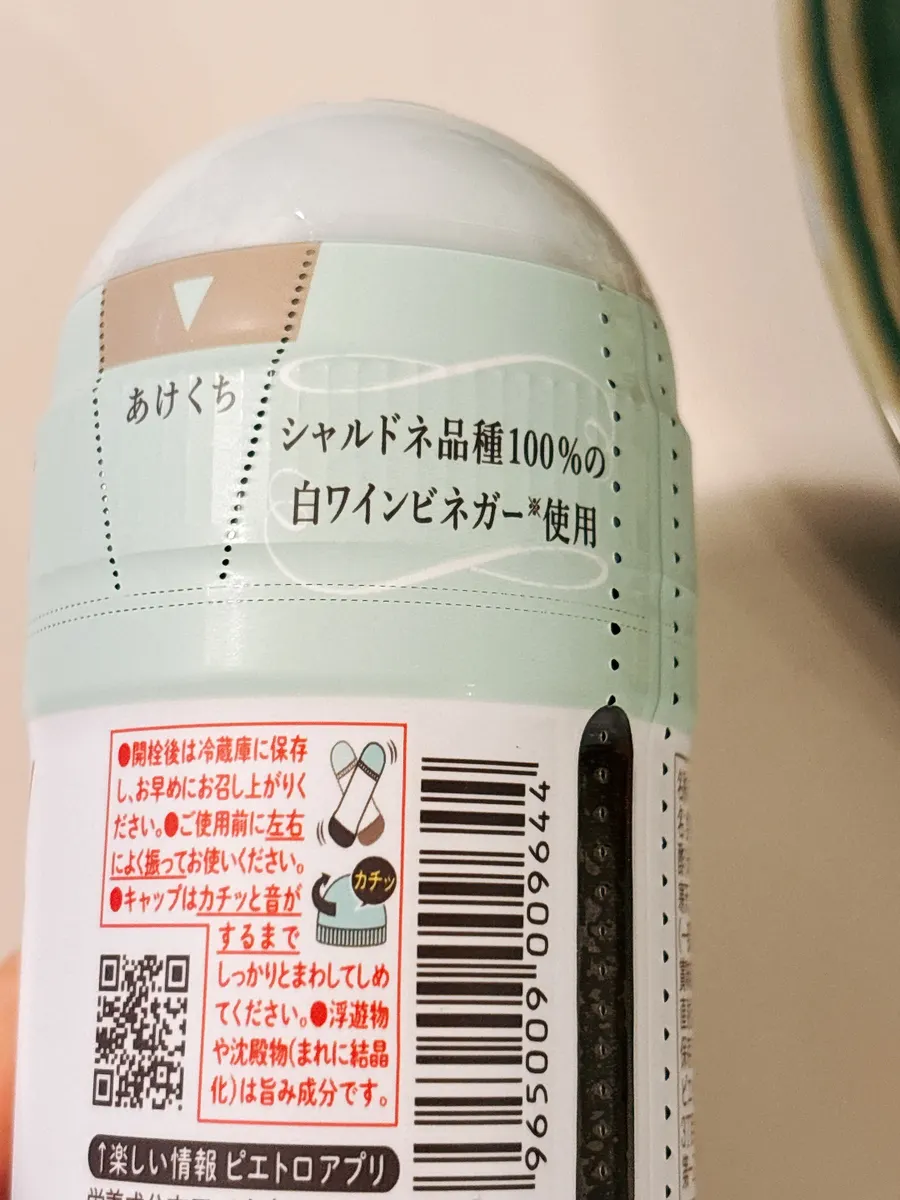 あけくち
シャルドネ品種100%の
白ワインビネガー※使用
●開栓後は冷蔵庫に保存
し、お早めにお召し上がりく
ださい。●ご使用前に左右
によく振ってお使いください。
●キャップはカチッと音が
するまで
しっかりとまわしてしめ
てください。●浮遊物
や沈殿物(まれに結晶
化)は旨み成分です。
カチッ
4 964400 600596
↑楽しい情報 ピエトロアプリ